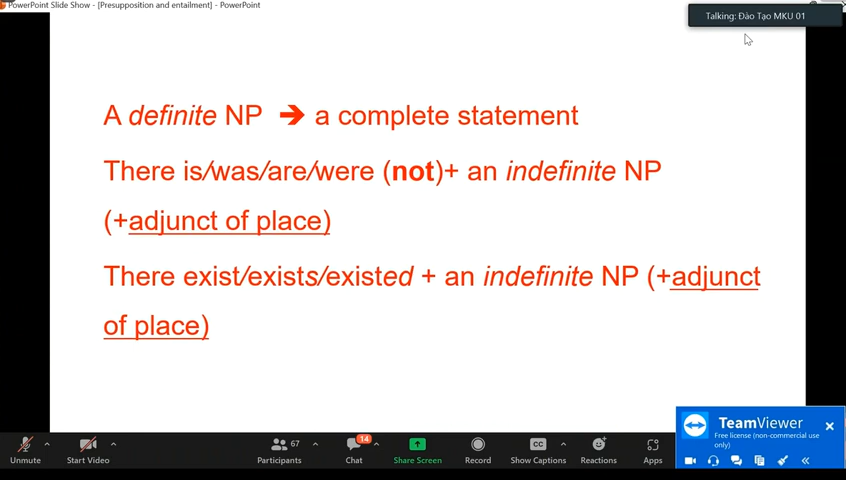 PowerPoint Slide Show - [Presupposition and entailment] - PowerPoint
Talking: Đào Tạo MKU 01
A definite NP ➔ a complete statement
There is/was/are/were (not)+ an indefinite NP
(+adjunct of place)
There exist/exists/existed + an indefinite NP (+adjunct
of place)
TeamViewer
Free license (non-commercial use
only)
67
14
CC
Unmute Start Video Participants Chat Share Screen Record Show Captions Reactions Apps